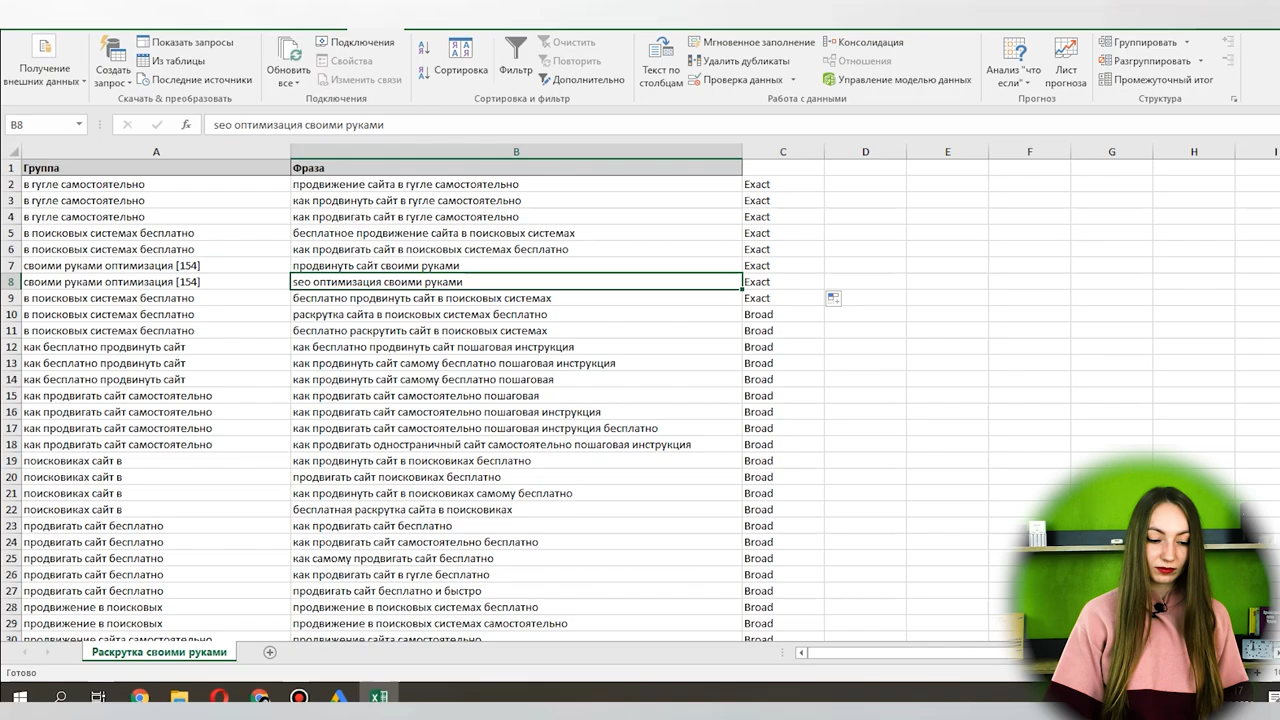 Получение внешних данных
Создать запрос
Показать запросы
Из таблицы
Последние источники
Скачать & преобразовать
Обновить все
Подключения
Свойства
Изменить связи
Подключения
Сортировка
Фильтр
Очистить
Повторить
Дополнительно
Сортировка и фильтр
Текст по столбцам
Мгновенное заполнение
Удалить дубликаты
Проверка данных
Консолидация
Отношения
Управление моделью данных
Работа с данными
Анализ "что если"
Лист прогноза
Прогноз
Группировать
Разгруппировать
Промежуточный итог
Структура
B8 fx seo оптимизация своими руками
A B C D E F G H I
1 Группа Фраза
2 в гугле самостоятельно продвижение сайта в гугле самостоятельно Exact
3 в гугле самостоятельно как продвинуть сайт в гугле самостоятельно Exact
4 в гугле самостоятельно как продвигать сайт в гугле самостоятельно Exact
5 в поисковых системах бесплатно бесплатное продвижение сайта в поисковых системах Exact
6 в поисковых системах бесплатно как продвигать сайт в поисковых системах бесплатно Exact
7 своими руками оптимизация [154] продвинуть сайт своими руками Exact
8 своими руками оптимизация [154] seo оптимизация своими руками Exact
9 в поисковых системах бесплатно бесплатно продвинуть сайт в поисковых системах Exact
10 в поисковых системах бесплатно раскрутка сайта в поисковых системах бесплатно Broad
11 в поисковых системах бесплатно бесплатно раскрутить сайт в поисковых системах Broad
12 как бесплатно продвинуть сайт как бесплатно продвинуть сайт пошаговая инструкция Broad
13 как бесплатно продвинуть сайт как продвинуть сайт самому бесплатно пошаговая инструкция Broad
14 как бесплатно продвинуть сайт как продвинуть сайт самому бесплатно пошаговая Broad
15 как продвигать сайт самостоятельно как продвигать сайт самостоятельно пошаговая Broad
16 как продвигать сайт самостоятельно как продвигать сайт самостоятельно пошаговая инструкция Broad
17 как продвигать сайт самостоятельно как продвигать сайт самостоятельно пошаговая инструкция бесплатно Broad
18 как продвигать сайт самостоятельно как продвигать одностраничный сайт самостоятельно пошаговая инструкция Broad
19 поисковиках сайт в как продвинуть сайт в поисковиках бесплатно Broad
20 поисковиках сайт в продвигать сайт поисковиках бесплатно Broad
21 поисковиках сайт в как продвинуть сайт в поисковиках самому бесплатно Broad
22 поисковиках сайт в бесплатная раскрутка сайта в поисковиках Broad
23 продвигать сайт бесплатно как продвигать сайт бесплатно Broad
24 продвигать сайт бесплатно как продвигать сайт самостоятельно бесплатно Broad
25 продвигать сайт бесплатно как самому продвигать сайт бесплатно Broad
26 продвигать сайт бесплатно как продвигать сайт в гугле бесплатно Broad
27 продвигать сайт бесплатно продвигать сайт бесплатно и быстро Broad
28 продвижение в поисковых продвижение в поисковых системах бесплатно Broad
29 продвижение в поисковых продвижение в поисковых системах самостоятельно Broad
30 продвижение сайта самостоятельно продвижение сайта самостоятельно Broad
Раскрутка своими руками
Готово